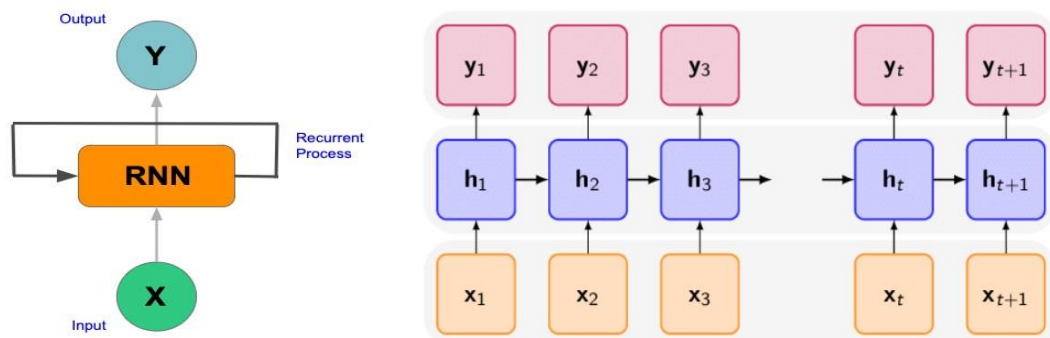 Output
Y
Recurrent
Process
RNN
X
Input
y1 y2 y3 yt yt+1
h1 h2 h3 ht ht+1
x1 x2 x3 xt xt+1